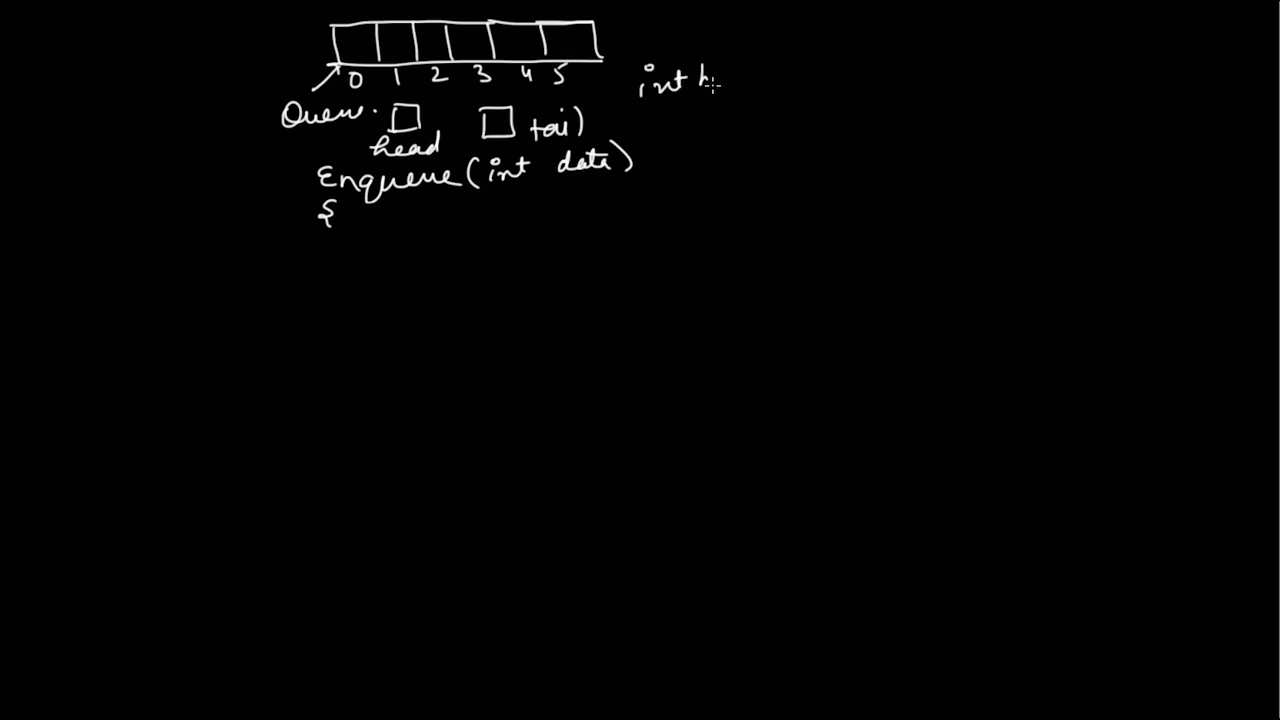 0 1 2 3 4 5
int h
Queue.
head
tail
Enqueue(int data)
{